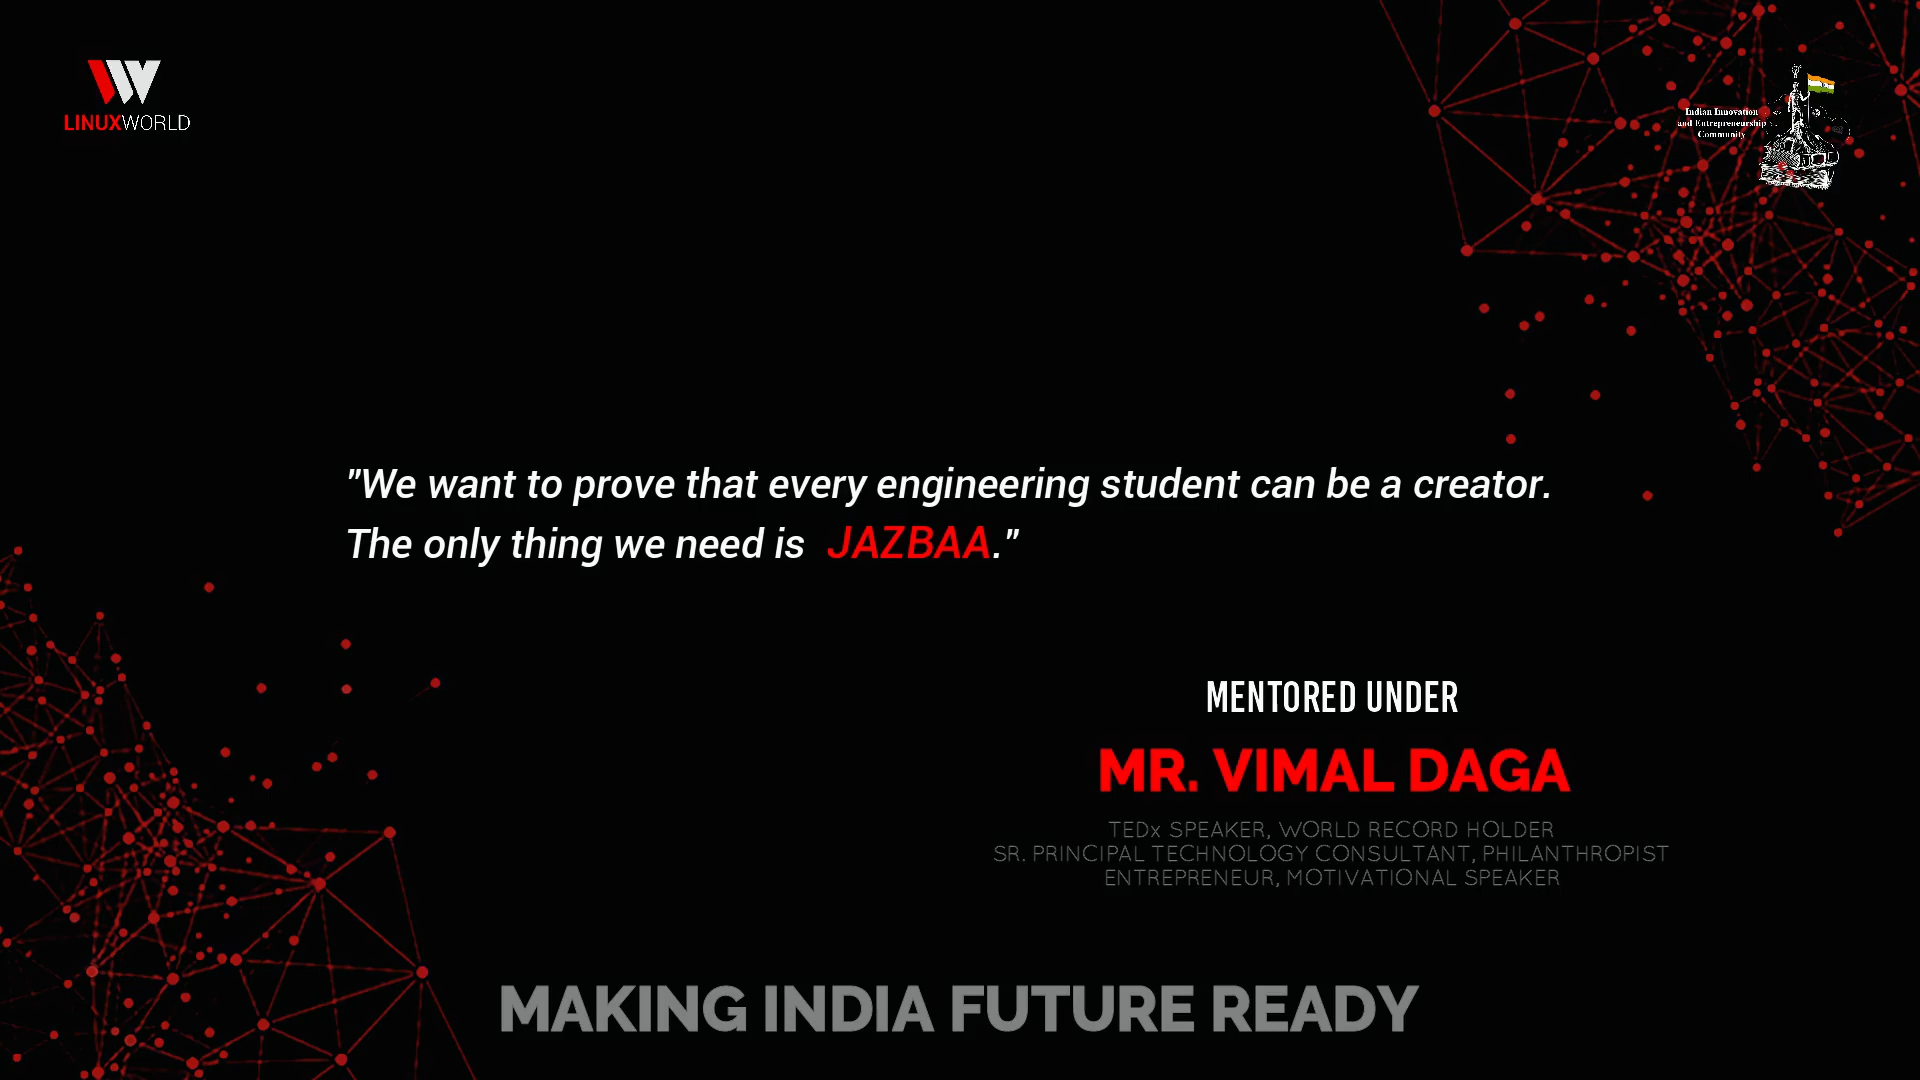 LINUXWORLD
Indian Innovation
and Entrepreneurship
Community
"We want to prove that every engineering student can be a creator.
The only thing we need is JAZBAA."
MENTORED UNDER
MR. VIMAL DAGA
TEDx SPEAKER, WORLD RECORD HOLDER
SR. PRINCIPAL TECHNOLOGY CONSULTANT, PHILANTHROPIST
ENTREPRENEUR, MOTIVATIONAL SPEAKER
MAKING INDIA FUTURE READY